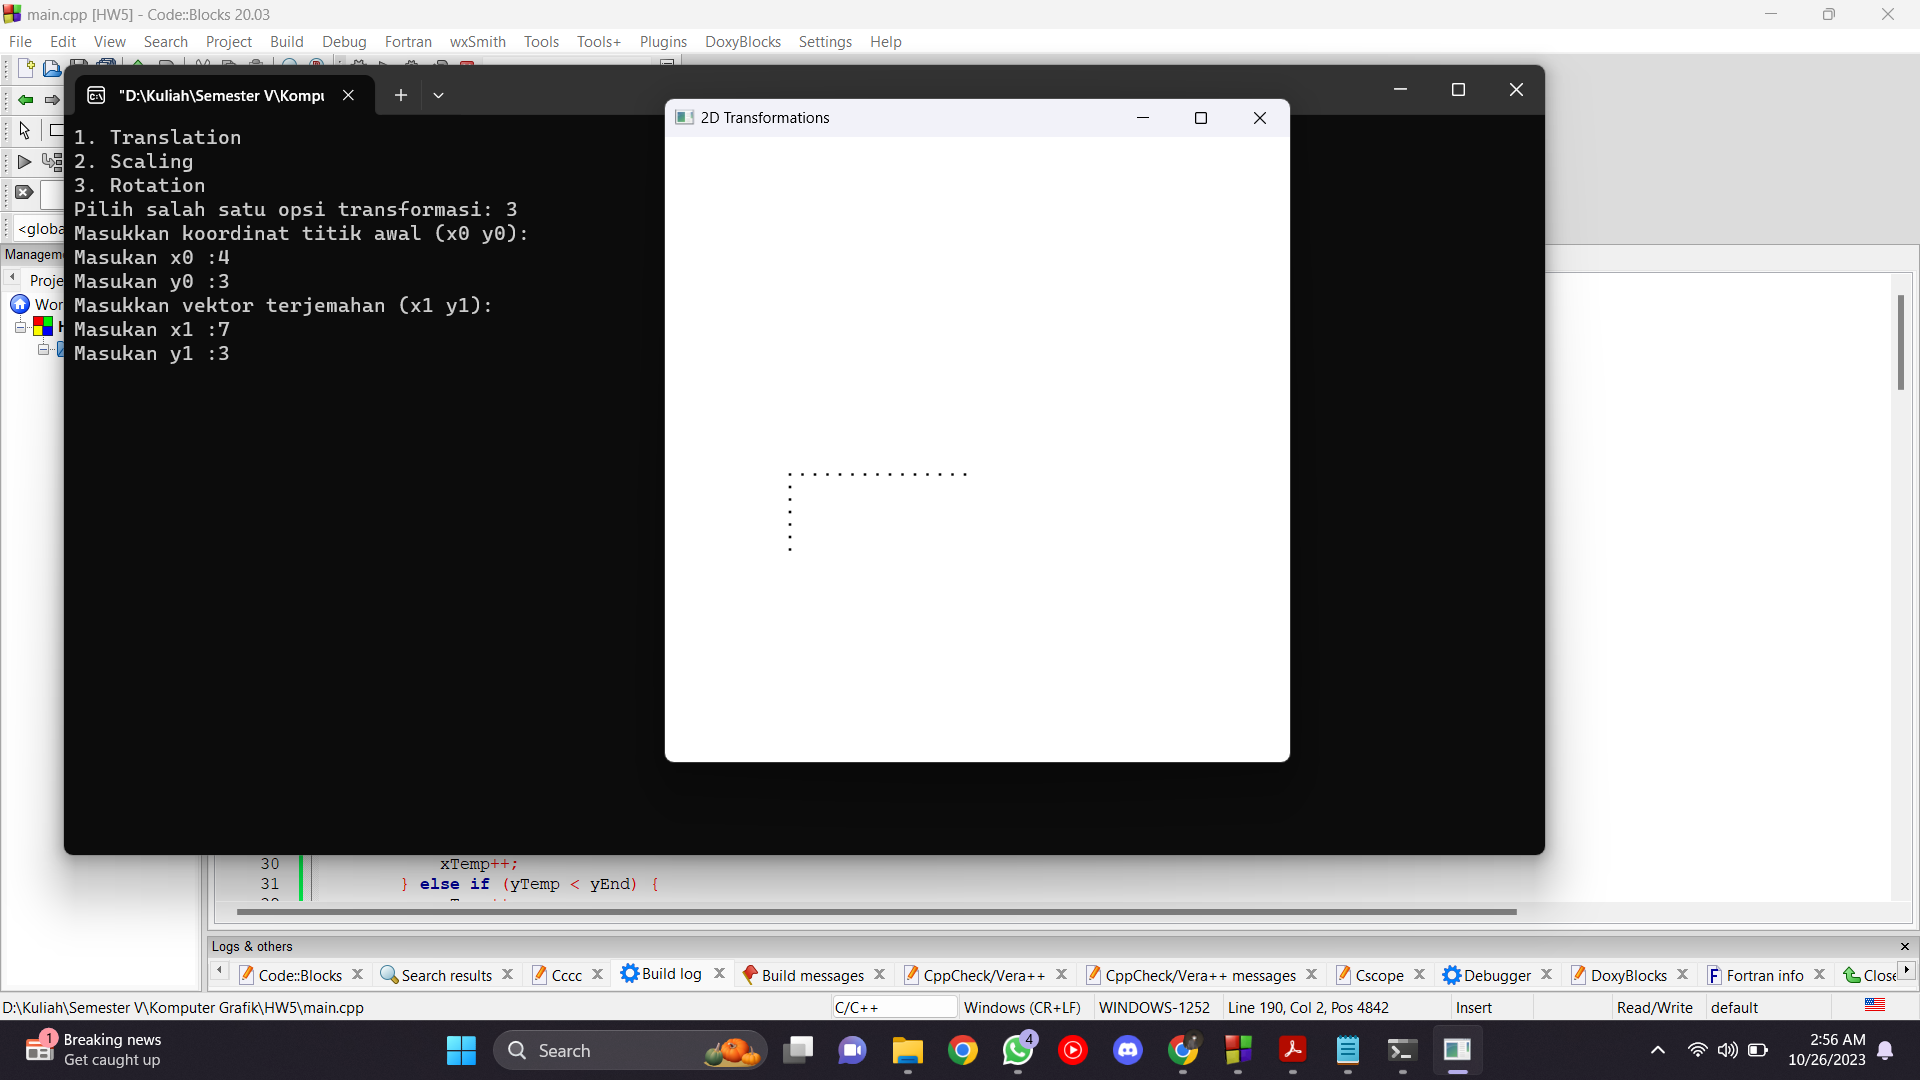 main.cpp [HW5] - Code::Blocks 20.03
File Edit View Search Project Build Debug Fortran wxSmith Tools Tools+ Plugins DoxyBlocks Settings Help
"D:\Kuliah\Semester V\Kompu
2D Transformations
1. Translation
2. Scaling
3. Rotation
Pilih salah satu opsi transformasi: 3
Masukkan koordinat titik awal (x0 y0):
Masukan x0 :4
Masukan y0 :3
Masukkan vektor terjemahan (x1 y1):
Masukan x1 :7
Masukan y1 :3
<globa
Managem
Proje
Wor
H
30 xTemp++;
31 } else if (yTemp < yEnd) {
Logs & others
Code::Blocks Search results Cccc Build log Build messages CppCheck/Vera++ CppCheck/Vera++ messages Cscope Debugger DoxyBlocks Fortran info Close
D:\Kuliah\Semester V\Komputer Grafik\HW5\main.cpp C/C++ Windows (CR+LF) WINDOWS-1252 Line 190, Col 2, Pos 4842 Insert Read/Write default
1 Breaking news
Get caught up
Search
4
2:56 AM
10/26/2023